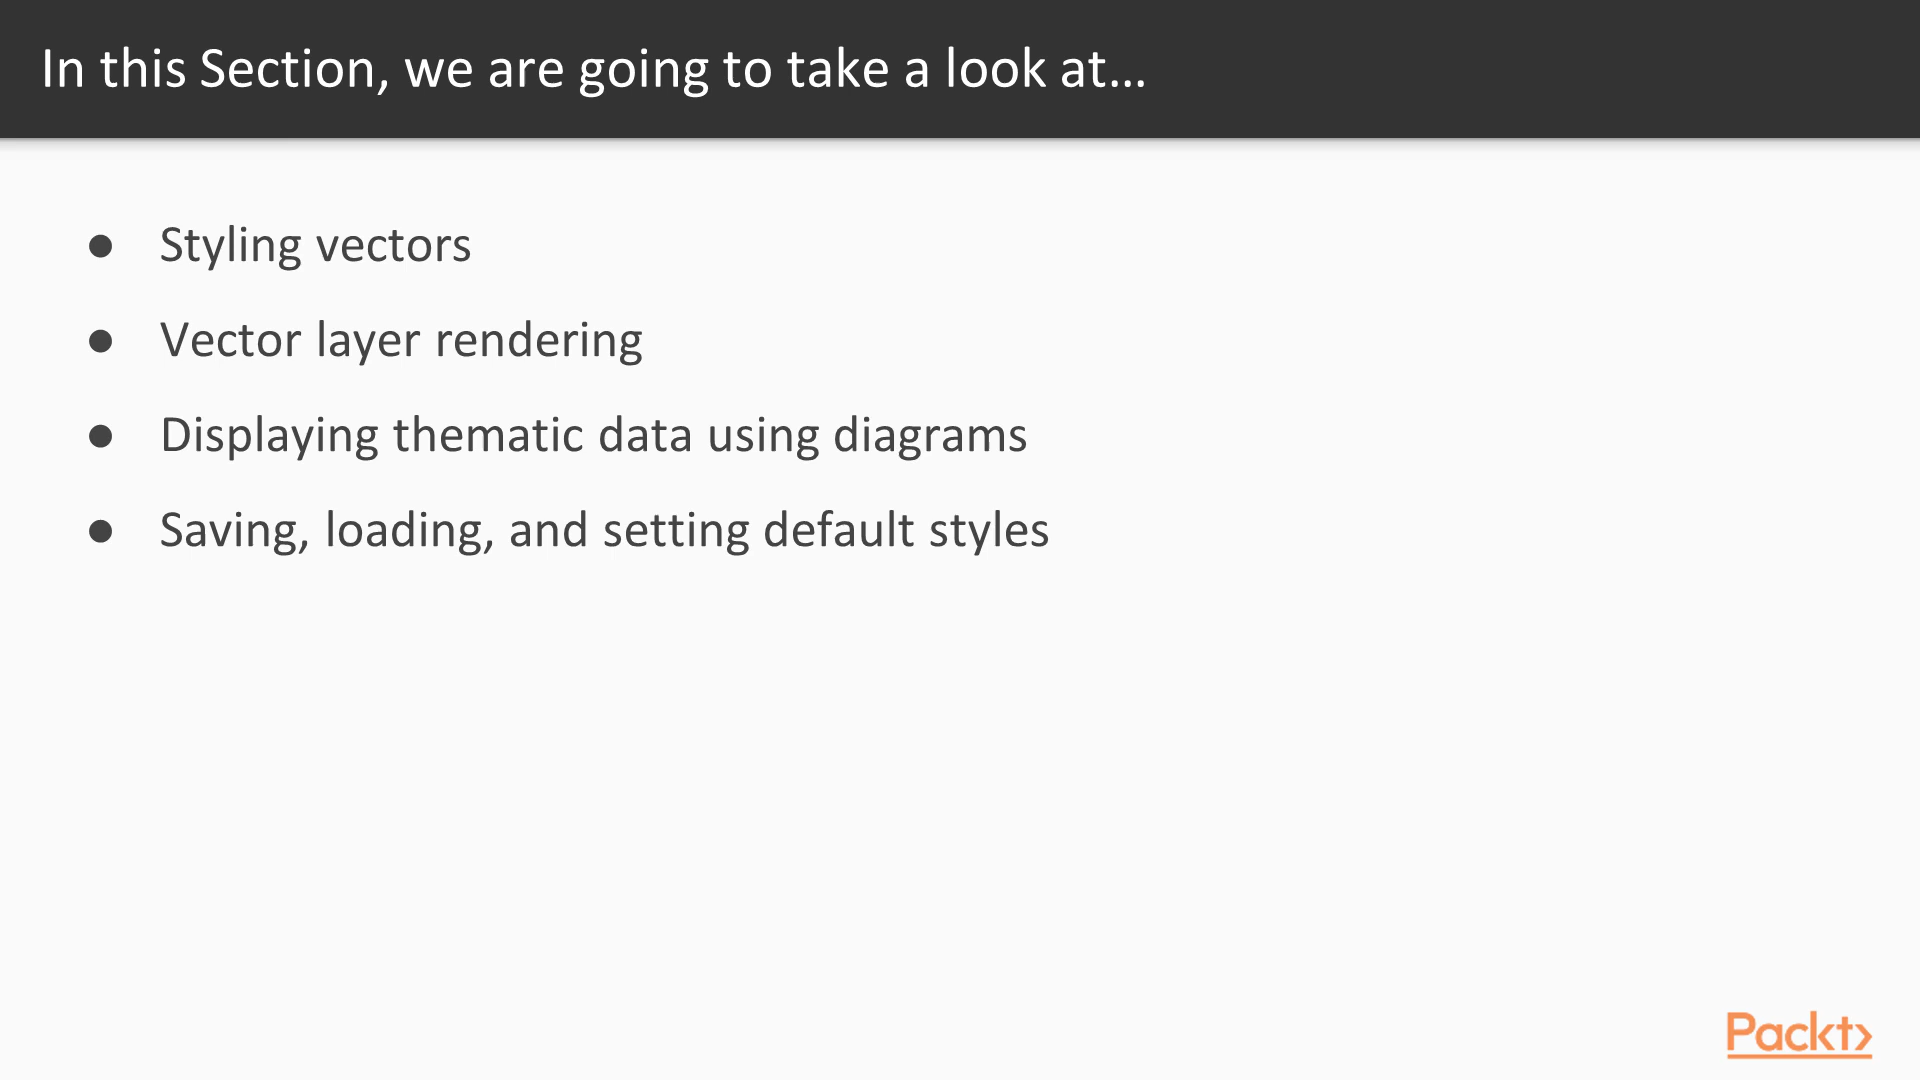 In this Section, we are going to take a look at...
● Styling vectors
● Vector layer rendering
● Displaying thematic data using diagrams
● Saving, loading, and setting default styles
Packt>